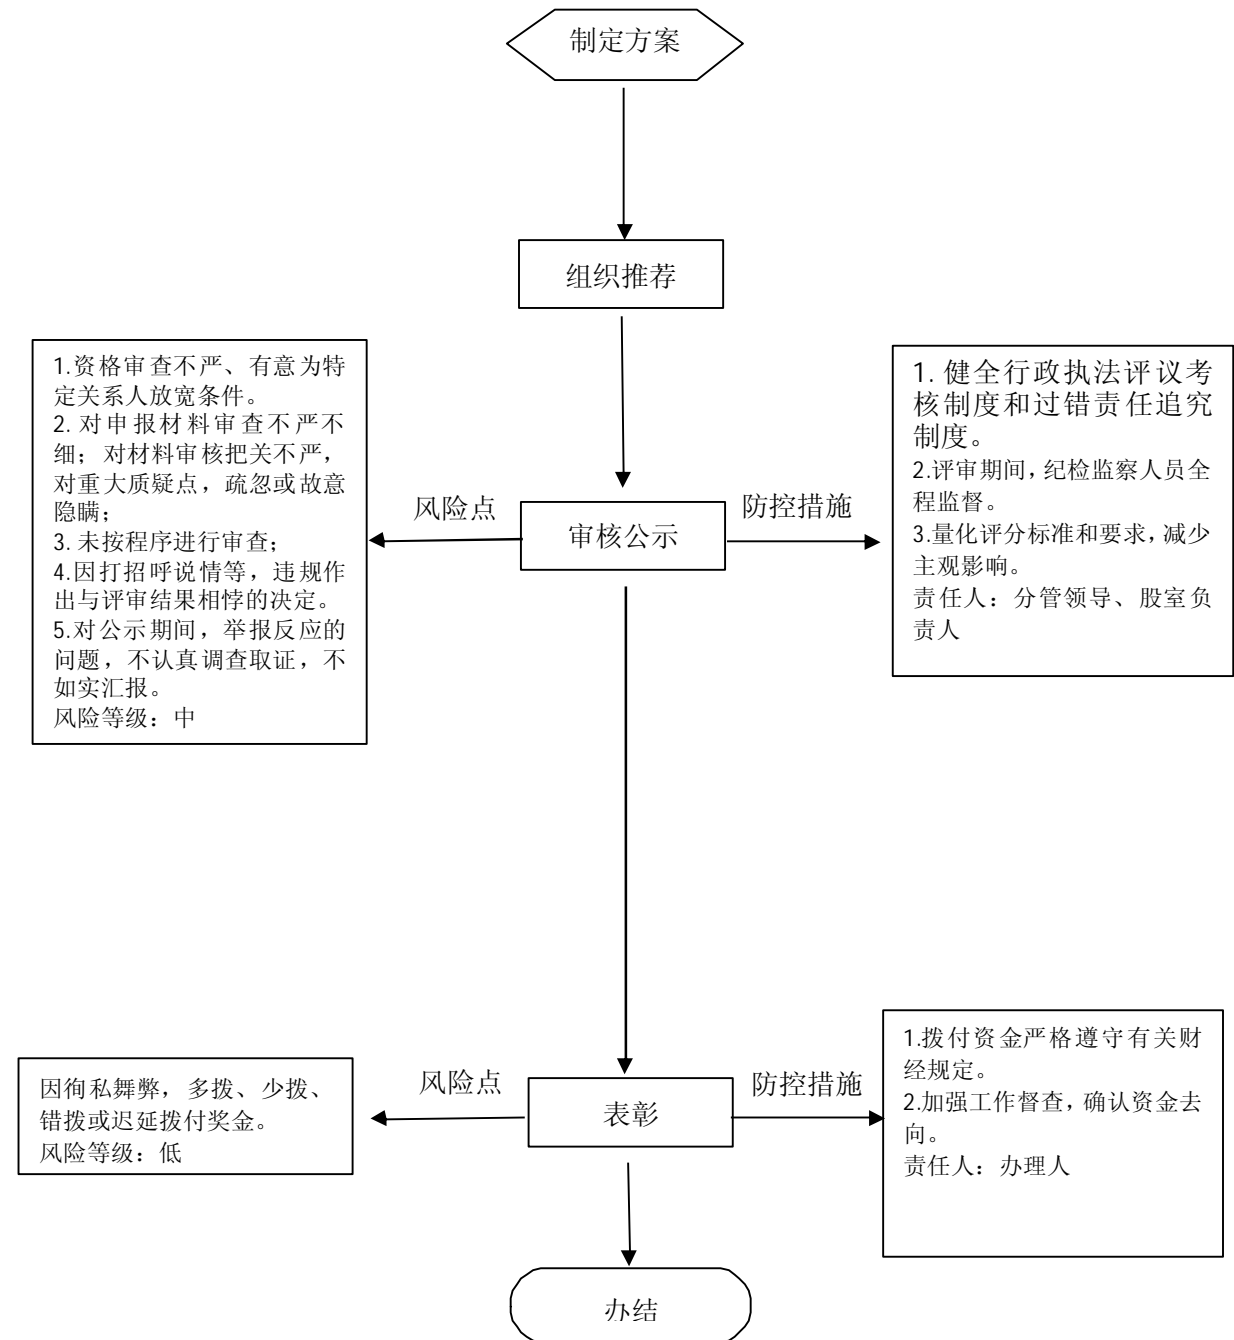 制定方案
组织推荐
1.资格审查不严、有意为特
定关系人放宽条件。
2.对申报材料审查不严不
细；对材料审核把关不严，
对重大质疑点，疏忽或故意
隐瞒；
3.未按程序进行审查；
4.因打招呼说情等，违规作
出与评审结果相悖的决定。
5.对公示期间，举报反应的
问题，不认真调查取证，不
如实汇报。
风险等级：中
风险点
审核公示
防控措施
1.健全行政执法评议考
核制度和过错责任追究
制度。
2.评审期间，纪检监察人员全
程监督。
3.量化评分标准和要求，减少
主观影响。
责任人：分管领导、股室负
责人
因徇私舞弊，多拨、少拨、
错拨或迟延拨付奖金。
风险等级：低
风险点
表彰
防控措施
1.拨付资金严格遵守有关财
经规定。
2.加强工作督查，确认资金去
向。
责任人：办理人
办结